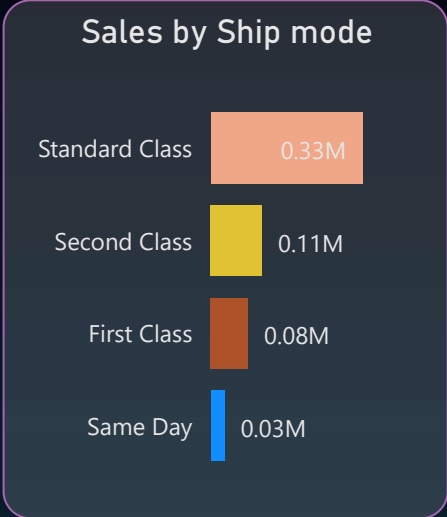 Sales by Ship mode
Standard Class 0.33M
Second Class 0.11M
First Class 0.08M
Same Day 0.03M